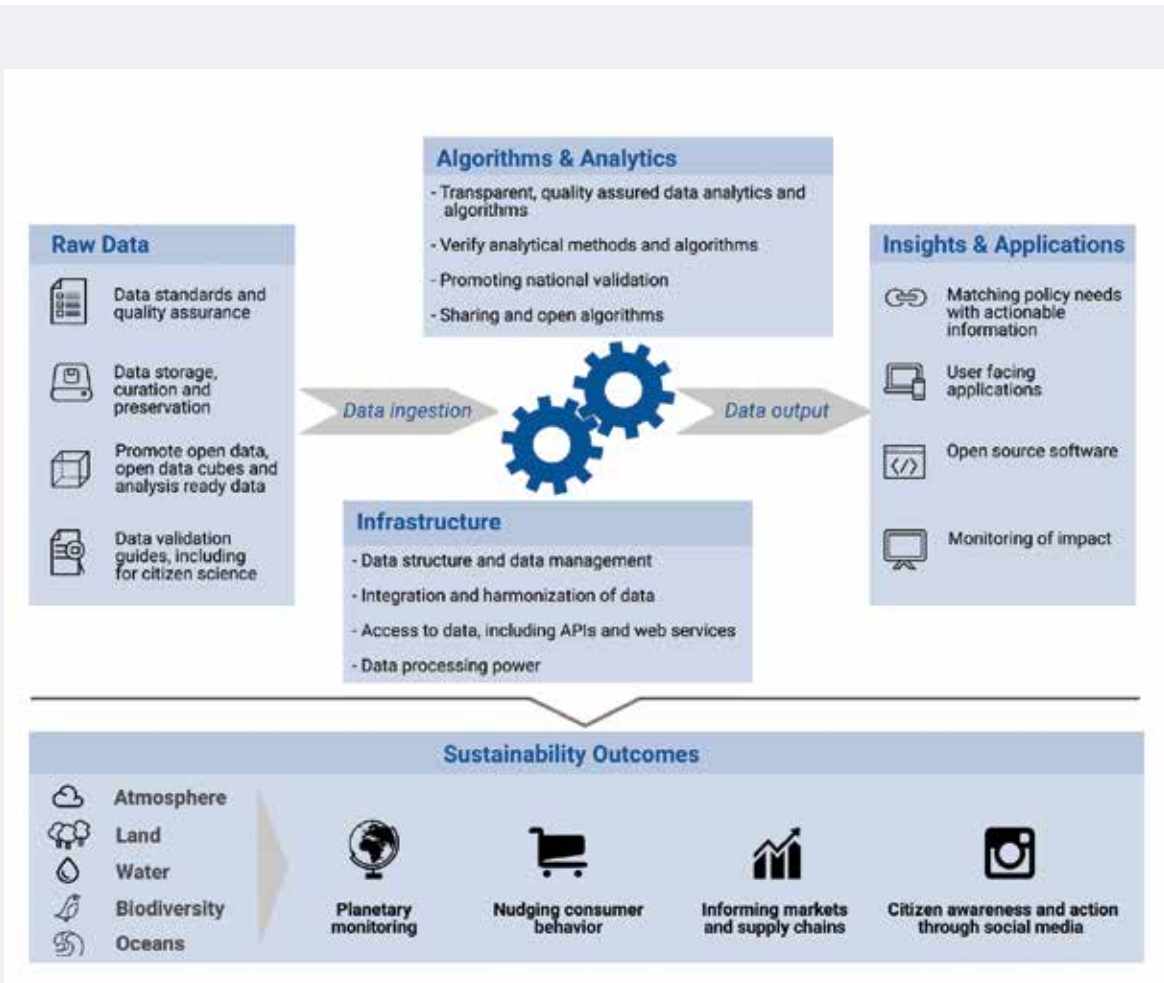 Algorithms & Analytics
- Transparent, quality assured data analytics and
algorithms
- Verify analytical methods and algorithms
- Promoting national validation
- Sharing and open algorithms
Raw Data
Data standards and
quality assurance
Data storage,
curation and
preservation
Promote open data,
open data cubes and
analysis ready data
Data validation
guides, including
for citizen science
Data ingestion
Data output
Insights & Applications
Matching policy needs
with actionable
information
User facing
applications
Open source software
Monitoring of impact
Infrastructure
- Data structure and data management
- Integration and harmonization of data
- Access to data, including APIs and web services
- Data processing power
Sustainability Outcomes
Atmosphere
Land
Water
Biodiversity
Oceans
Planetary
monitoring
Nudging consumer
behavior
Informing markets
and supply chains
Citizen awareness and action
through social media